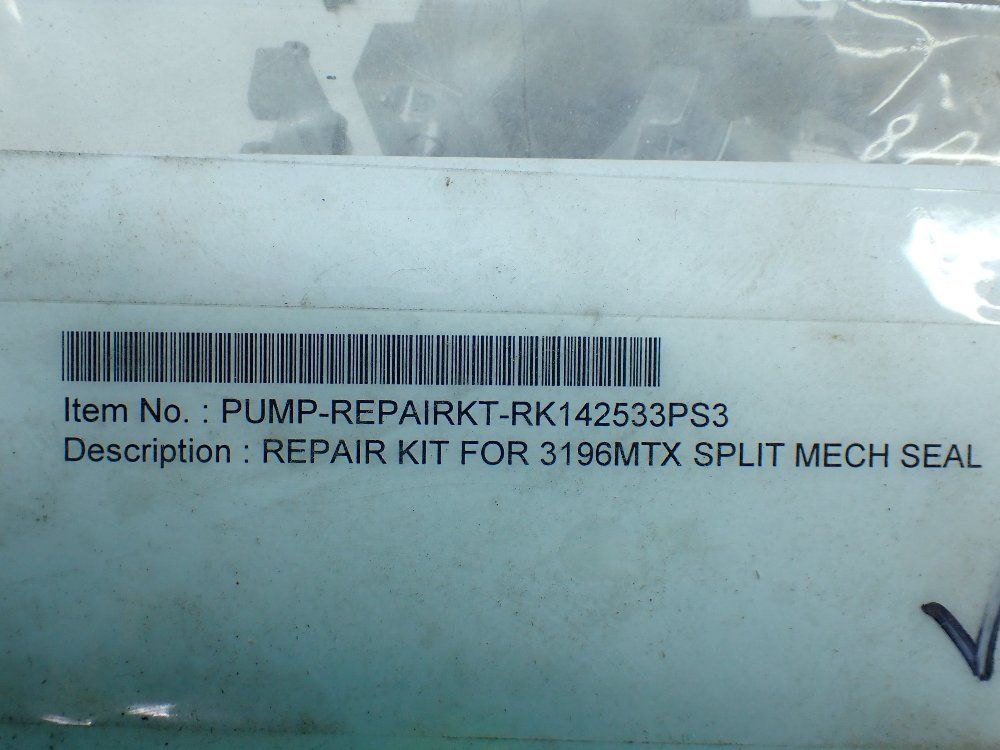 Item No. : PUMP-REPAIRKT-RK142533PS3
Description : REPAIR KIT FOR 3196MTX SPLIT MECH SEAL